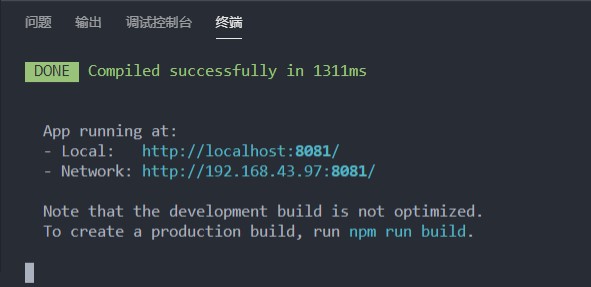 问题 输出 调试控制台 终端
DONE Compiled successfully in 1311ms
App running at:
- Local: http://localhost:8081/
- Network: http://192.168.43.97:8081/
Note that the development build is not optimized.
To create a production build, run npm run build.